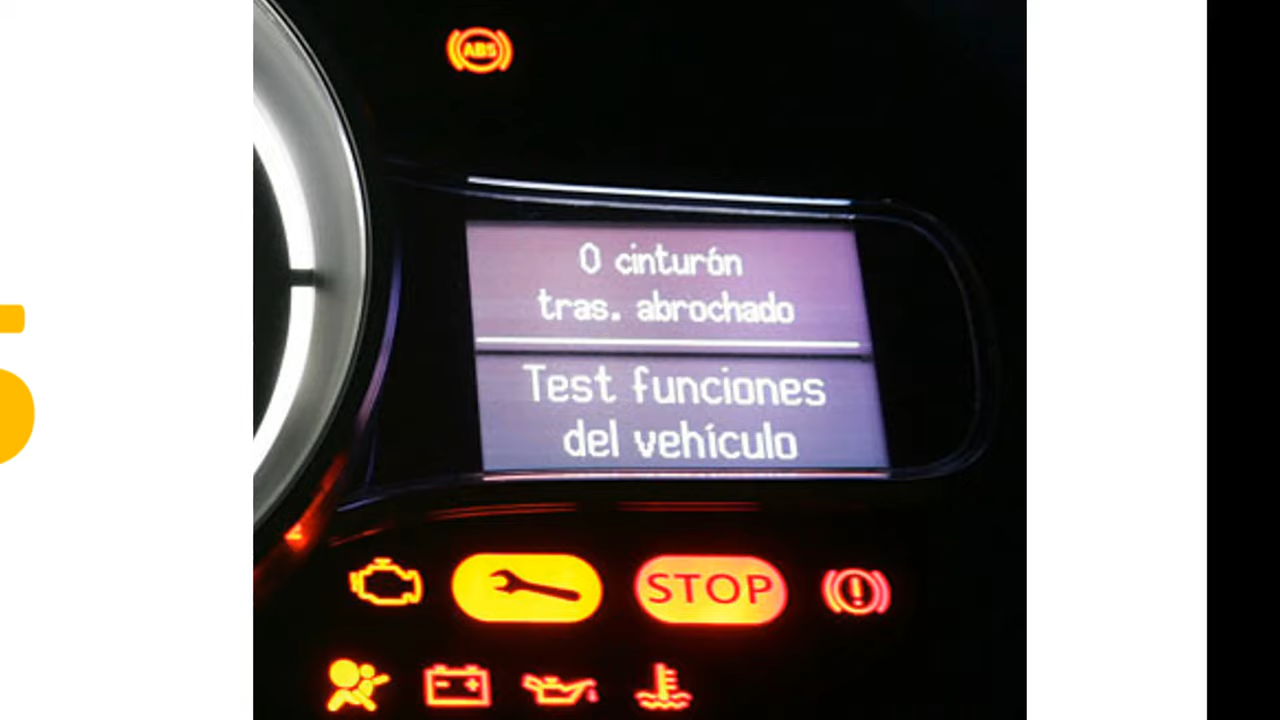 ABS
0 cinturón
tras. abrochado
Test funciones
del vehículo
STOP